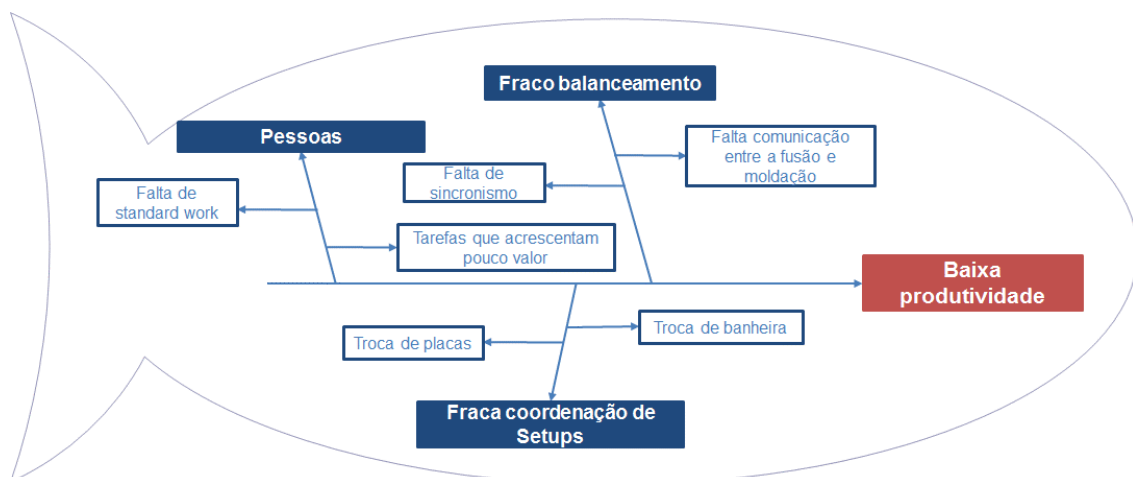 Fraco balanceamento
Pessoas
Falta comunicação
entre a fusão e
moldação
Falta de
sincronismo
Falta de
standard work
Tarefas que acrescentam
pouco valor
Baixa
produtividade
Troca de banheira
Troca de placas
Fraca coordenação de
Setups